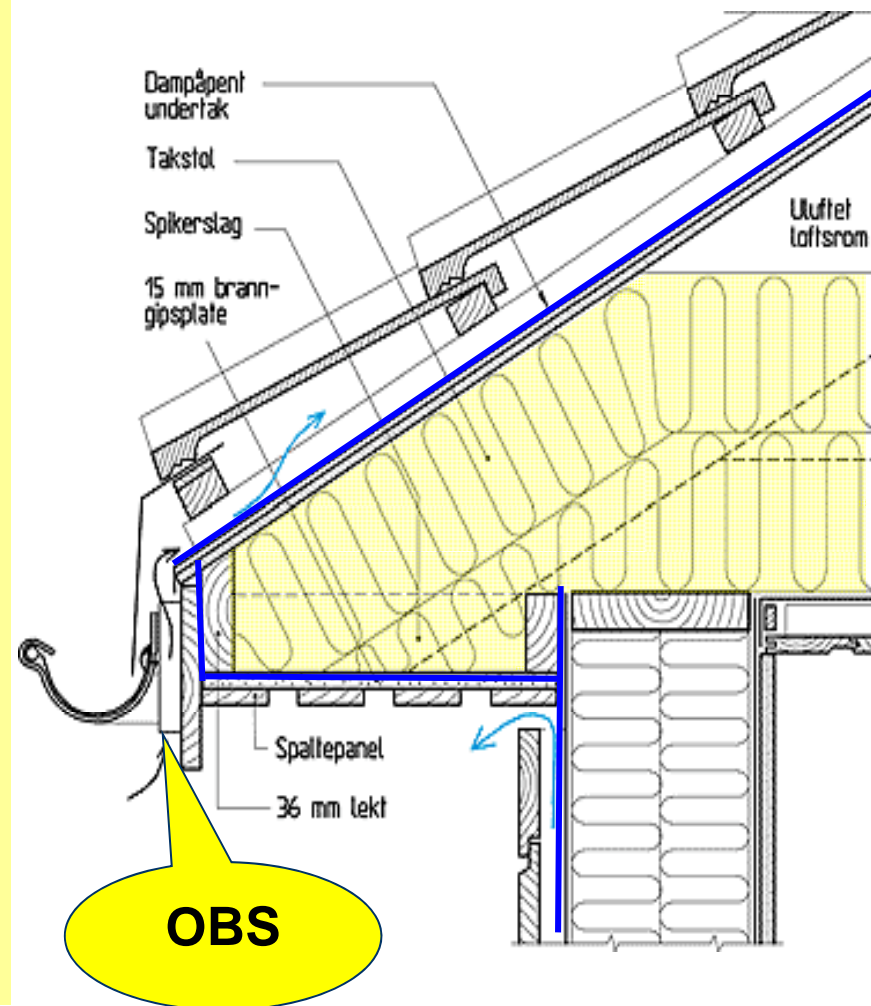 Dampåpent
undertak
Takstol
Spikerslag
15 mm brann-
gipsplate
Uluftet
loftsrom
Spaltepanel
36 mm lekt
OBS